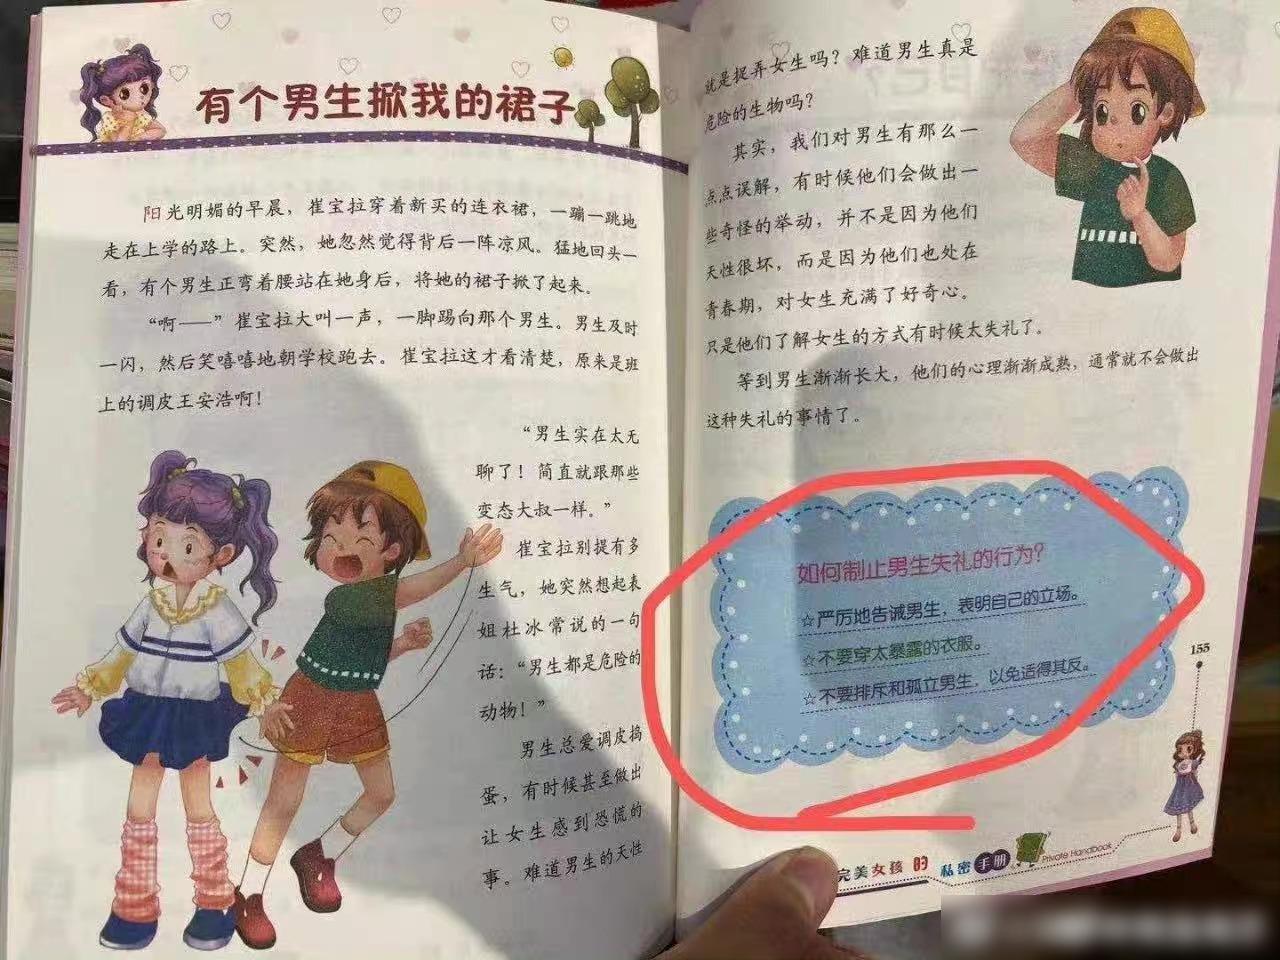 有个男生掀我的裙子
阳光明媚的早晨，崔宝拉穿着新买的连衣裙，一蹦一跳地
走在上学的路上。突然，她忽然觉得背后一阵凉风。猛地回头一
看，有个男生正弯着腰站在她身后，将她的裙子掀了起来。
“啊——”崔宝拉大叫一声，一脚踢向那个男生。男生及时
一闪，然后笑嘻嘻地朝学校跑去。崔宝拉这才看清楚，原来是班
上的调皮王安浩啊！
“男生实在太无
聊了！简直就跟那些
变态大叔一样。”
崔宝拉别提有多
生气，她突然想起表
姐杜冰常说的一句
话：“男生都是危险的
动物！”
男生总爱调皮捣
蛋，有时候甚至做出
让女生感到恐慌的
事。难道男生的天性
就是捉弄女生吗？难道男生真是
危险的生物吗？
其实，我们对男生有那么一
点点误解，有时候他们会做出一
些奇怪的举动，并不是因为他们
天性很坏，而是因为他们也处在
青春期，对女生充满了好奇心。
只是他们了解女生的方式有时候太失礼了。
等到男生渐渐长大，他们的心理渐渐成熟，通常就不会做出
这种失礼的事情了。
如何制止男生失礼的行为？
☆严厉地告诫男生，表明自己的立场。
☆不要穿太暴露的衣服。
☆不要排斥和孤立男生，以免适得其反。
155
完美女孩的私密手册
Private Handbook